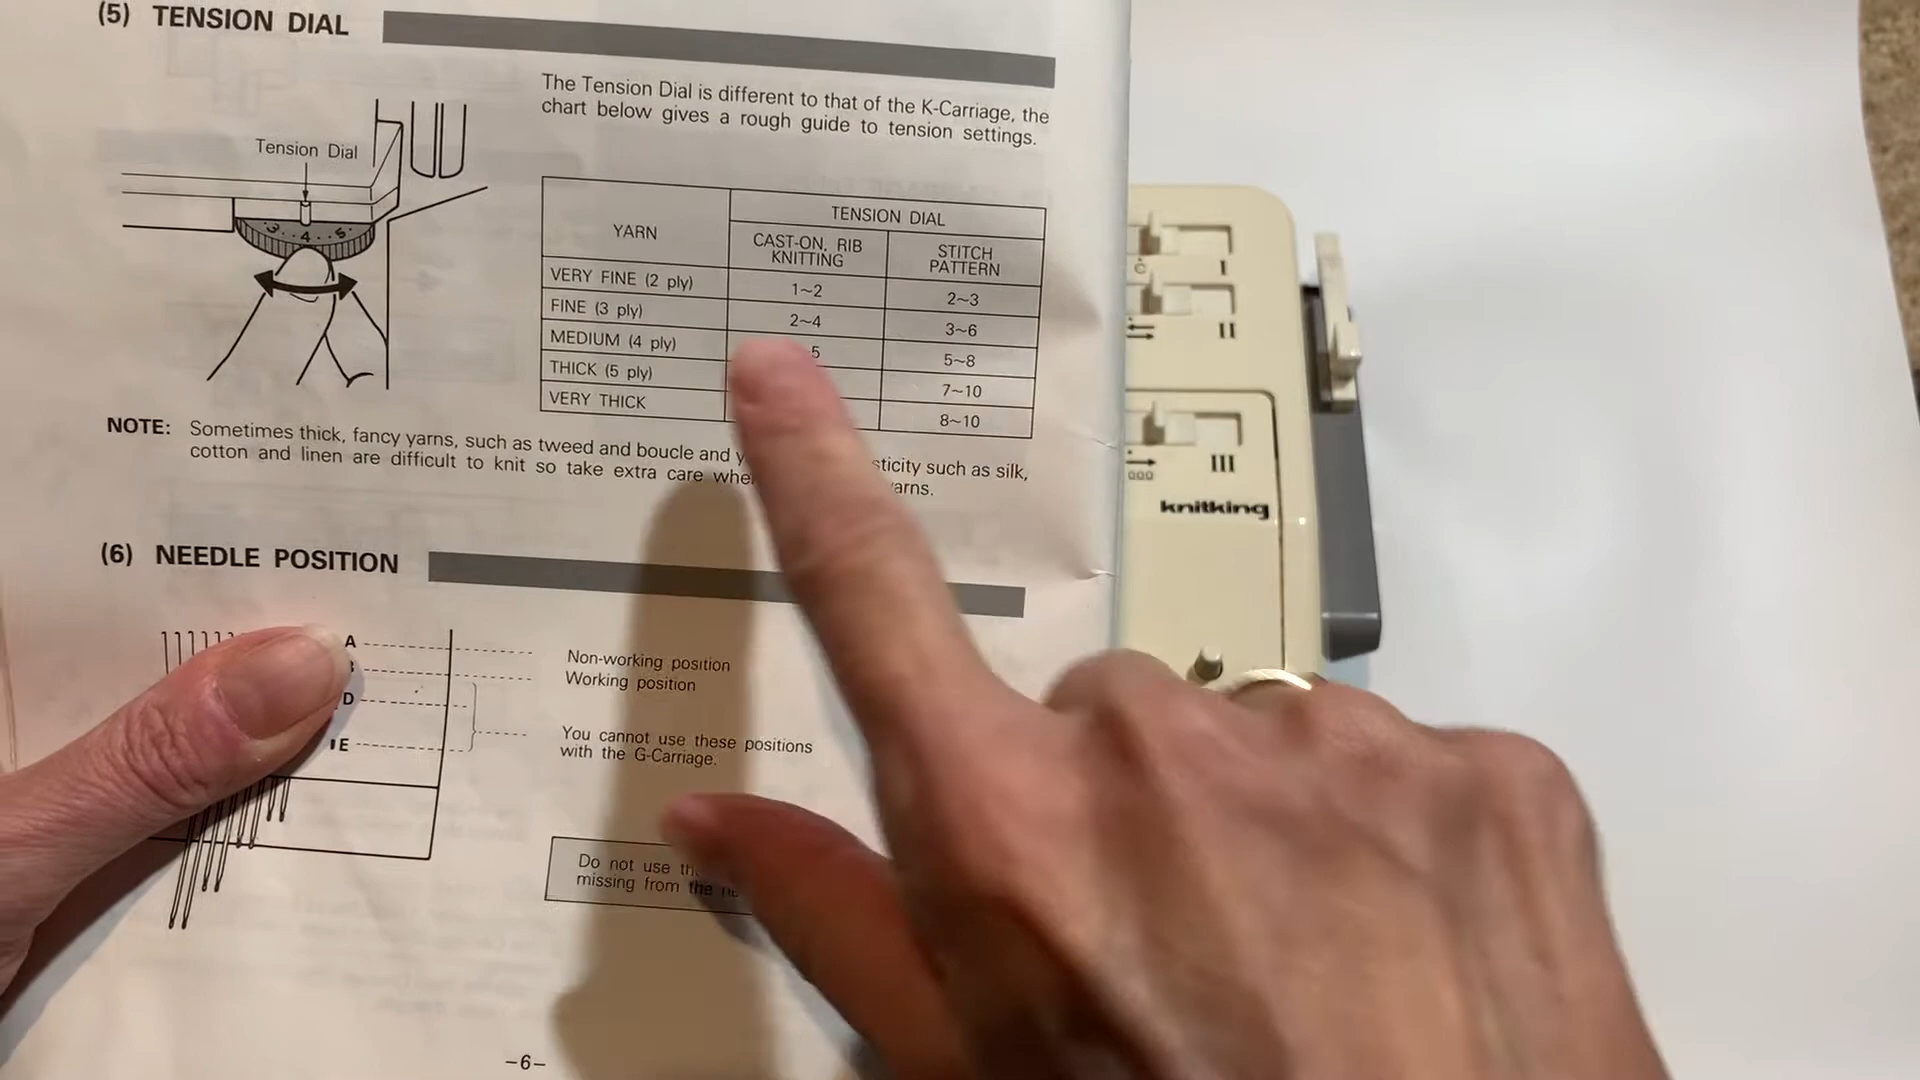 (5) TENSION DIAL
The Tension Dial is different to that of the K-Carriage, the
chart below gives a rough guide to tension settings.
Tension Dial
3 4 5
YARN
TENSION DIAL
CAST-ON, RIB
KNITTING
STITCH
PATTERN
VERY FINE (2 ply) 1~2 2~3
FINE (3 ply) 2~4 3~6
MEDIUM (4 ply) 5 5~8
THICK (5 ply) 7~10
VERY THICK 8~10
NOTE: Sometimes thick, fancy yarns, such as tweed and boucle and such as silk,
cotton and linen are difficult to knit so take extra care
(6) NEEDLE POSITION
A
D
E
Non-working position
Working position
You cannot use these positions
with the G-Carriage.
Do not use
missing from the
-6-
I
II
III
knitking